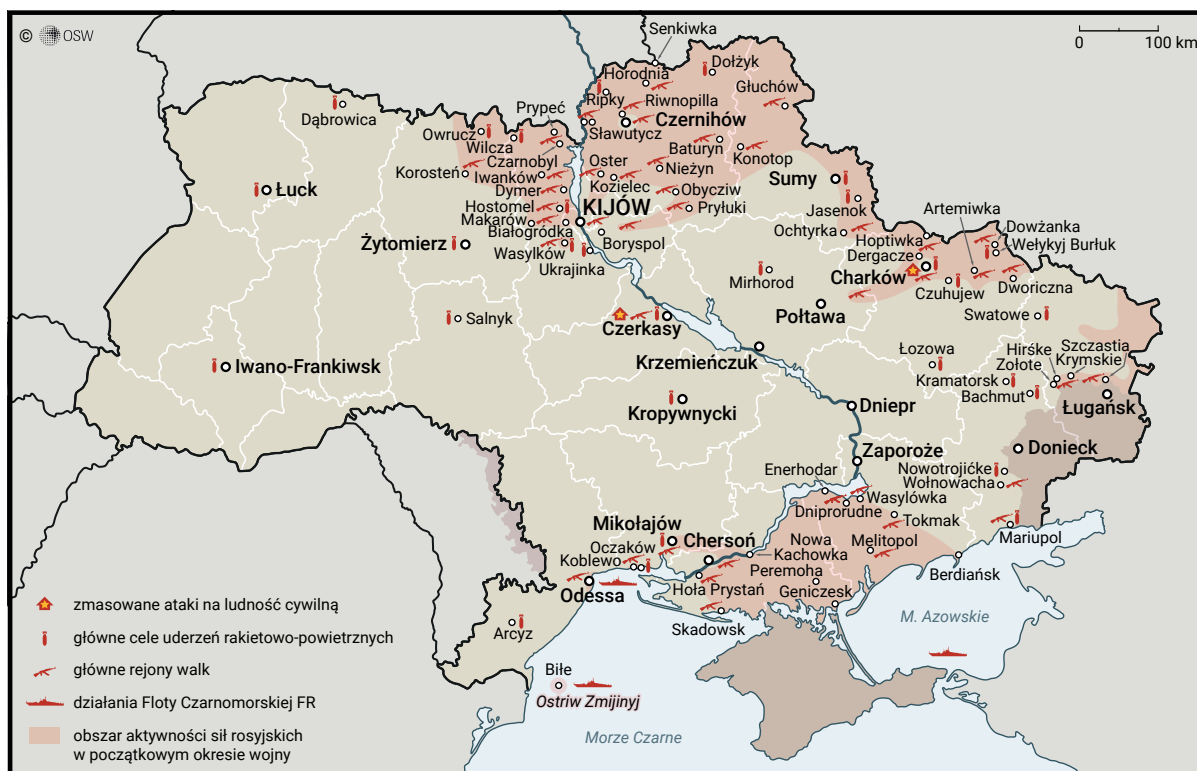 © OSW
0 100 km
Senkiwka
Dołżyk
Horodnia
Głuchów
Ripky
Riwnopilla
Dąbrowica
Prypeć
Czernihów
Owrucz
Sławutycz
Wilcza
Baturyn
Czarnobyl
Oster
Konotop
Korosteń
Iwanków
Nieżyn
Sumy
Łuck
Dymer
Kozielec
Obycziw
Hostomel
KIJÓW
Pryłuki
Jasenok
Artemiwka
Makarów
Dowżanka
Białogródka
Ochtyrka
Hoptiwka
Wełykyj Burłuk
Żytomierz
Wasylków
Boryspol
Dergacze
Ukrajinka
Mirhorod
Charków
Czuhujew
Dworiczna
Salnyk
Czerkasy
Połtawa
Swatowe
Krzemieńczuk
Łozowa
Hirśke
Szczastia
Iwano-Frankiwsk
Zołote
Krymskie
Kramatorsk
Bachmut
Ługańsk
Kropywnycki
Dniepr
Donieck
Zaporoże
Enerhodar
Nowotrojićke
Wołnowacha
Wasylówka
Dniprorudne
Tokmak
Mikołajów
Chersoń
Nowa
Kachowka
Melitopol
Mariupol
Oczaków
Koblewo
Peremoha
Berdiańsk
Odessa
Hoła Prystań
Geniczesk
Skadowsk
M. Azowskie
Arcyz
Biłe
Ostriw Zmijinyj
Morze Czarne
zmasowane ataki na ludność cywilną
główne cele uderzeń rakietowo-powietrznych
główne rejony walk
działania Floty Czarnomorskiej FR
obszar aktywności sił rosyjskich
w początkowym okresie wojny